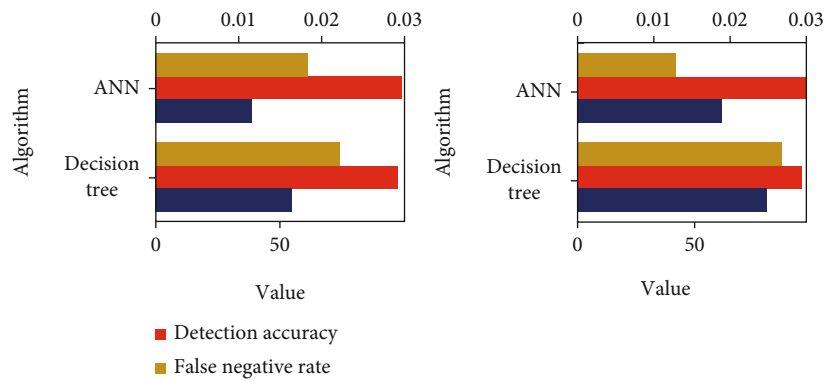 0 0.01 0.02 0.03
Algorithm
ANN
Decision
tree
0 50
Value
Detection accuracy
False negative rate
0 0.01 0.02 0.03
Algorithm
ANN
Decision
tree
0 50
Value